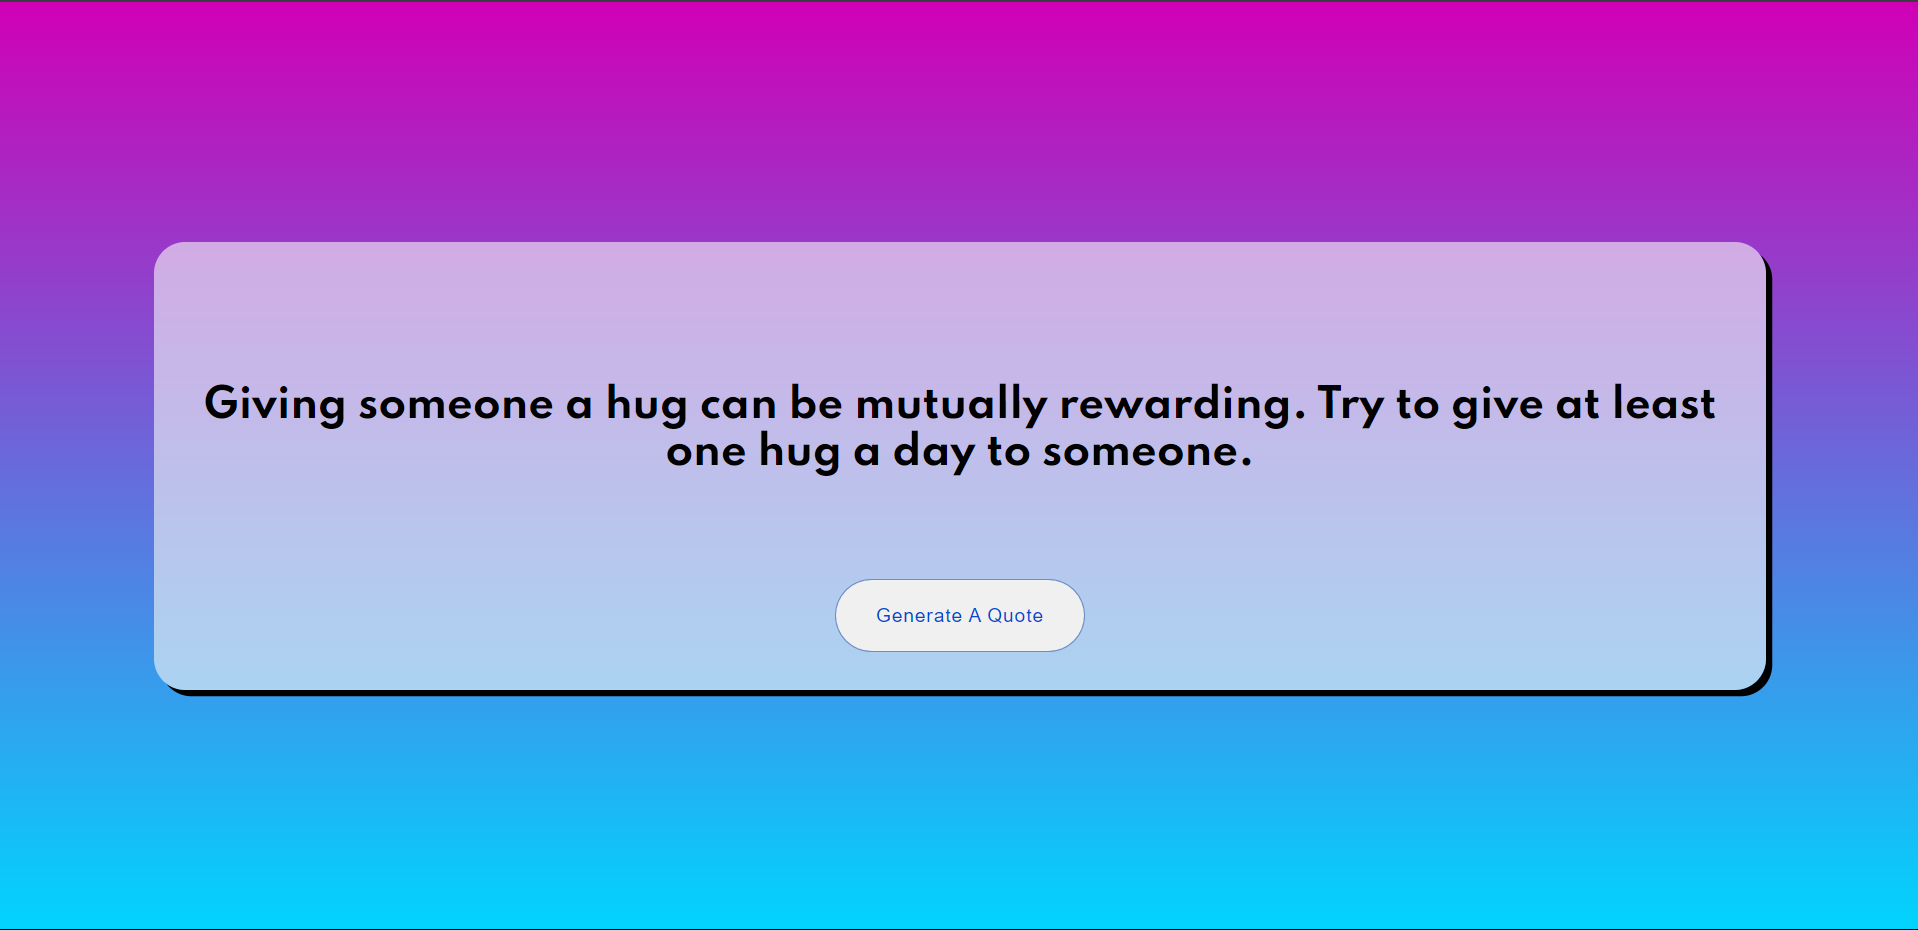 Giving someone a hug can be mutually rewarding. Try to give at least
one hug a day to someone.
Generate A Quote